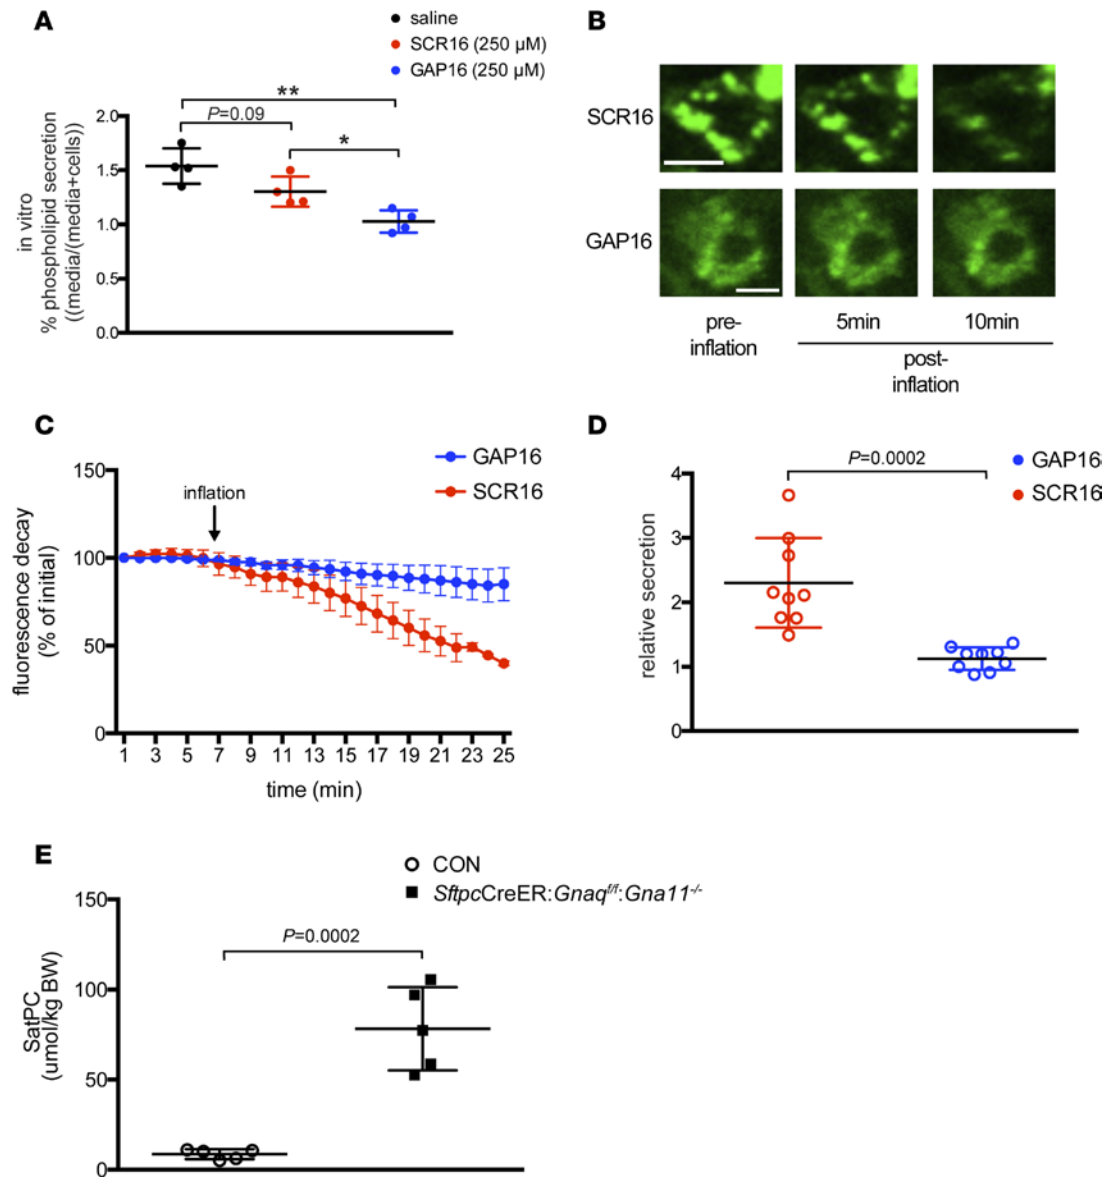 A
saline
SCR16 (250 µM)
GAP16 (250 µM)
**
P=0.09
*
2.0
1.5
1.0
0.5
0.0
in vitro
% phospholipid secretion
((media/(media+cells))
B
SCR16
GAP16
pre-
inflation
5min
10min
post-
inflation
C
GAP16
SCR16
inflation
150
100
50
0
fluorescence decay
(% of initial)
1 3 5 7 9 11 13 15 17 19 21 23 25
time (min)
D
P=0.0002
GAP16
SCR16
4
3
2
1
0
relative secretion
E
CON
SftpcCreER:Gnaq^f/f:Gna11^-/-
P=0.0002
150
100
50
0
SatPC
(umol/kg BW)